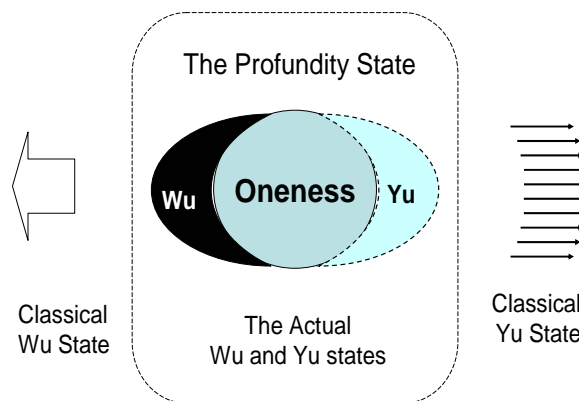 The Profundity State
Wu
Oneness
Yu
Classical
Wu State
The Actual
Wu and Yu states
Classical
Yu State